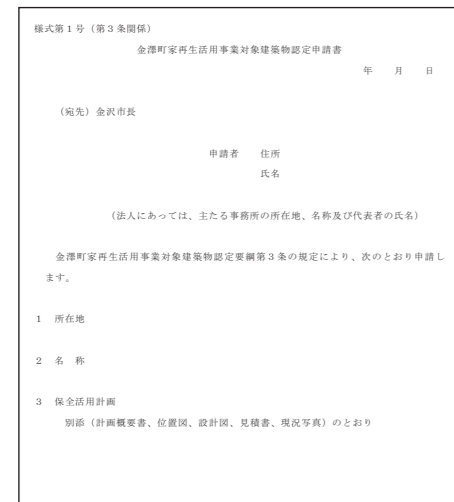 様式第１号（第３条関係）
金澤町家再生活用事業対象建築物認定申請書
年　月　日
（宛先）金沢市長
申請者　住所
氏名
（法人にあっては、主たる事務所の所在地、名称及び代表者の氏名）
金澤町家再生活用事業対象建築物認定要綱第３条の規定により、次のとおり申請し
ます。
１　所在地
２　名　称
３　保全活用計画
別添（計画概要書、位置図、設計図、見積書、現況写真）のとおり